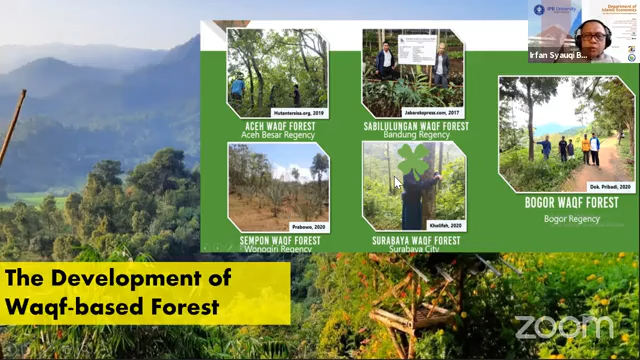 IPB University
Department of
Islamic Economics
Irfan Syauqi B...
Hutantersisa.org, 2019
ACEH WAQF FOREST
Aceh Besar Regency
Jabarekspress.com, 2017
SABILULUNGAN WAQF FOREST
Bandung Regency
Prabowo, 2020
SEMPON WAQF FOREST
Wonogiri Regency
Khalifah, 2020
SURABAYA WAQF FOREST
Surabaya City
Dok. Pribadi, 2020
BOGOR WAQF FOREST
Bogor Regency
The Development of
Waqf-based Forest
zoom